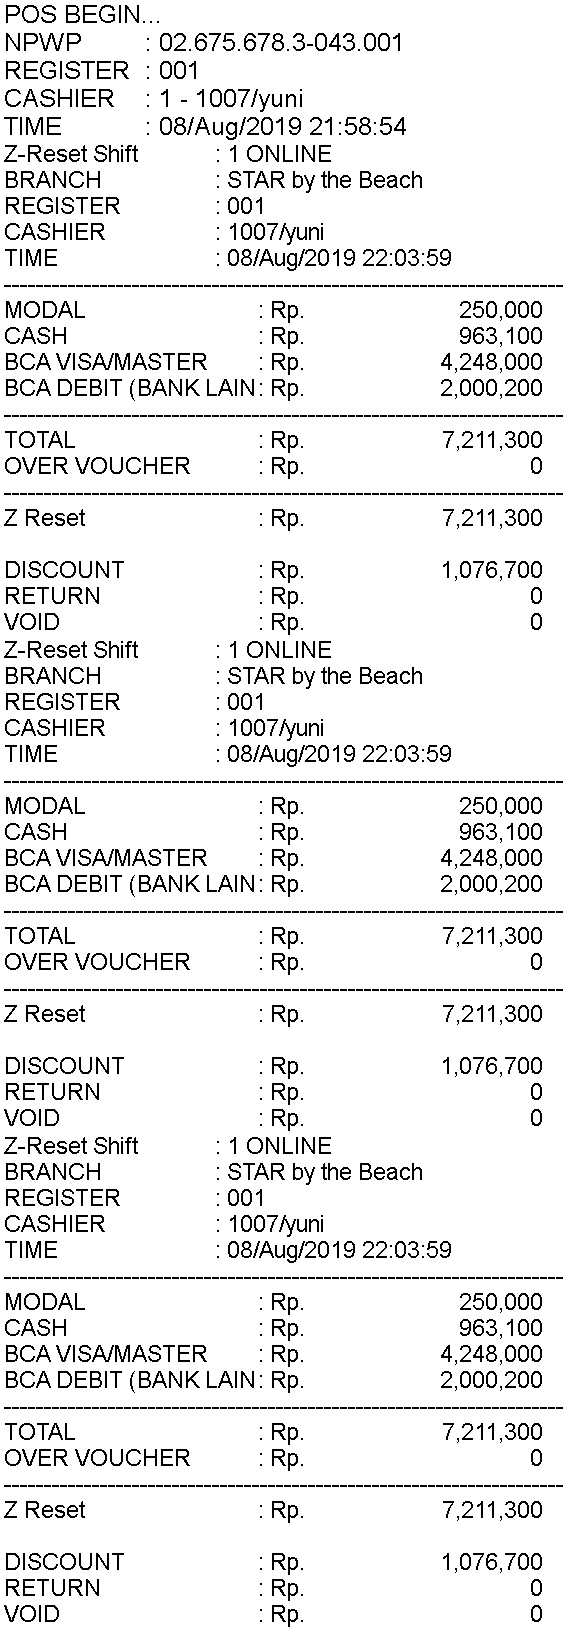 POS BEGIN...
NPWP : 02.675.678.3-043.001
REGISTER : 001
CASHIER : 1 - 1007/yuni
TIME : 08/Aug/2019 21:58:54
Z-Reset Shift : 1 ONLINE
BRANCH : STAR by the Beach
REGISTER : 001
CASHIER : 1007/yuni
TIME : 08/Aug/2019 22:03:59
MODAL : Rp. 250,000
CASH : Rp. 963,100
BCA VISA/MASTER : Rp. 4,248,000
BCA DEBIT (BANK LAIN : Rp. 2,000,200
TOTAL : Rp. 7,211,300
OVER VOUCHER : Rp. 0
Z Reset : Rp. 7,211,300
DISCOUNT : Rp. 1,076,700
RETURN : Rp. 0
VOID : Rp. 0
Z-Reset Shift : 1 ONLINE
BRANCH : STAR by the Beach
REGISTER : 001
CASHIER : 1007/yuni
TIME : 08/Aug/2019 22:03:59
MODAL : Rp. 250,000
CASH : Rp. 963,100
BCA VISA/MASTER : Rp. 4,248,000
BCA DEBIT (BANK LAIN : Rp. 2,000,200
TOTAL : Rp. 7,211,300
OVER VOUCHER : Rp. 0
Z Reset : Rp. 7,211,300
DISCOUNT : Rp. 1,076,700
RETURN : Rp. 0
VOID : Rp. 0
Z-Reset Shift : 1 ONLINE
BRANCH : STAR by the Beach
REGISTER : 001
CASHIER : 1007/yuni
TIME : 08/Aug/2019 22:03:59
MODAL : Rp. 250,000
CASH : Rp. 963,100
BCA VISA/MASTER : Rp. 4,248,000
BCA DEBIT (BANK LAIN : Rp. 2,000,200
TOTAL : Rp. 7,211,300
OVER VOUCHER : Rp. 0
Z Reset : Rp. 7,211,300
DISCOUNT : Rp. 1,076,700
RETURN : Rp. 0
VOID : Rp. 0